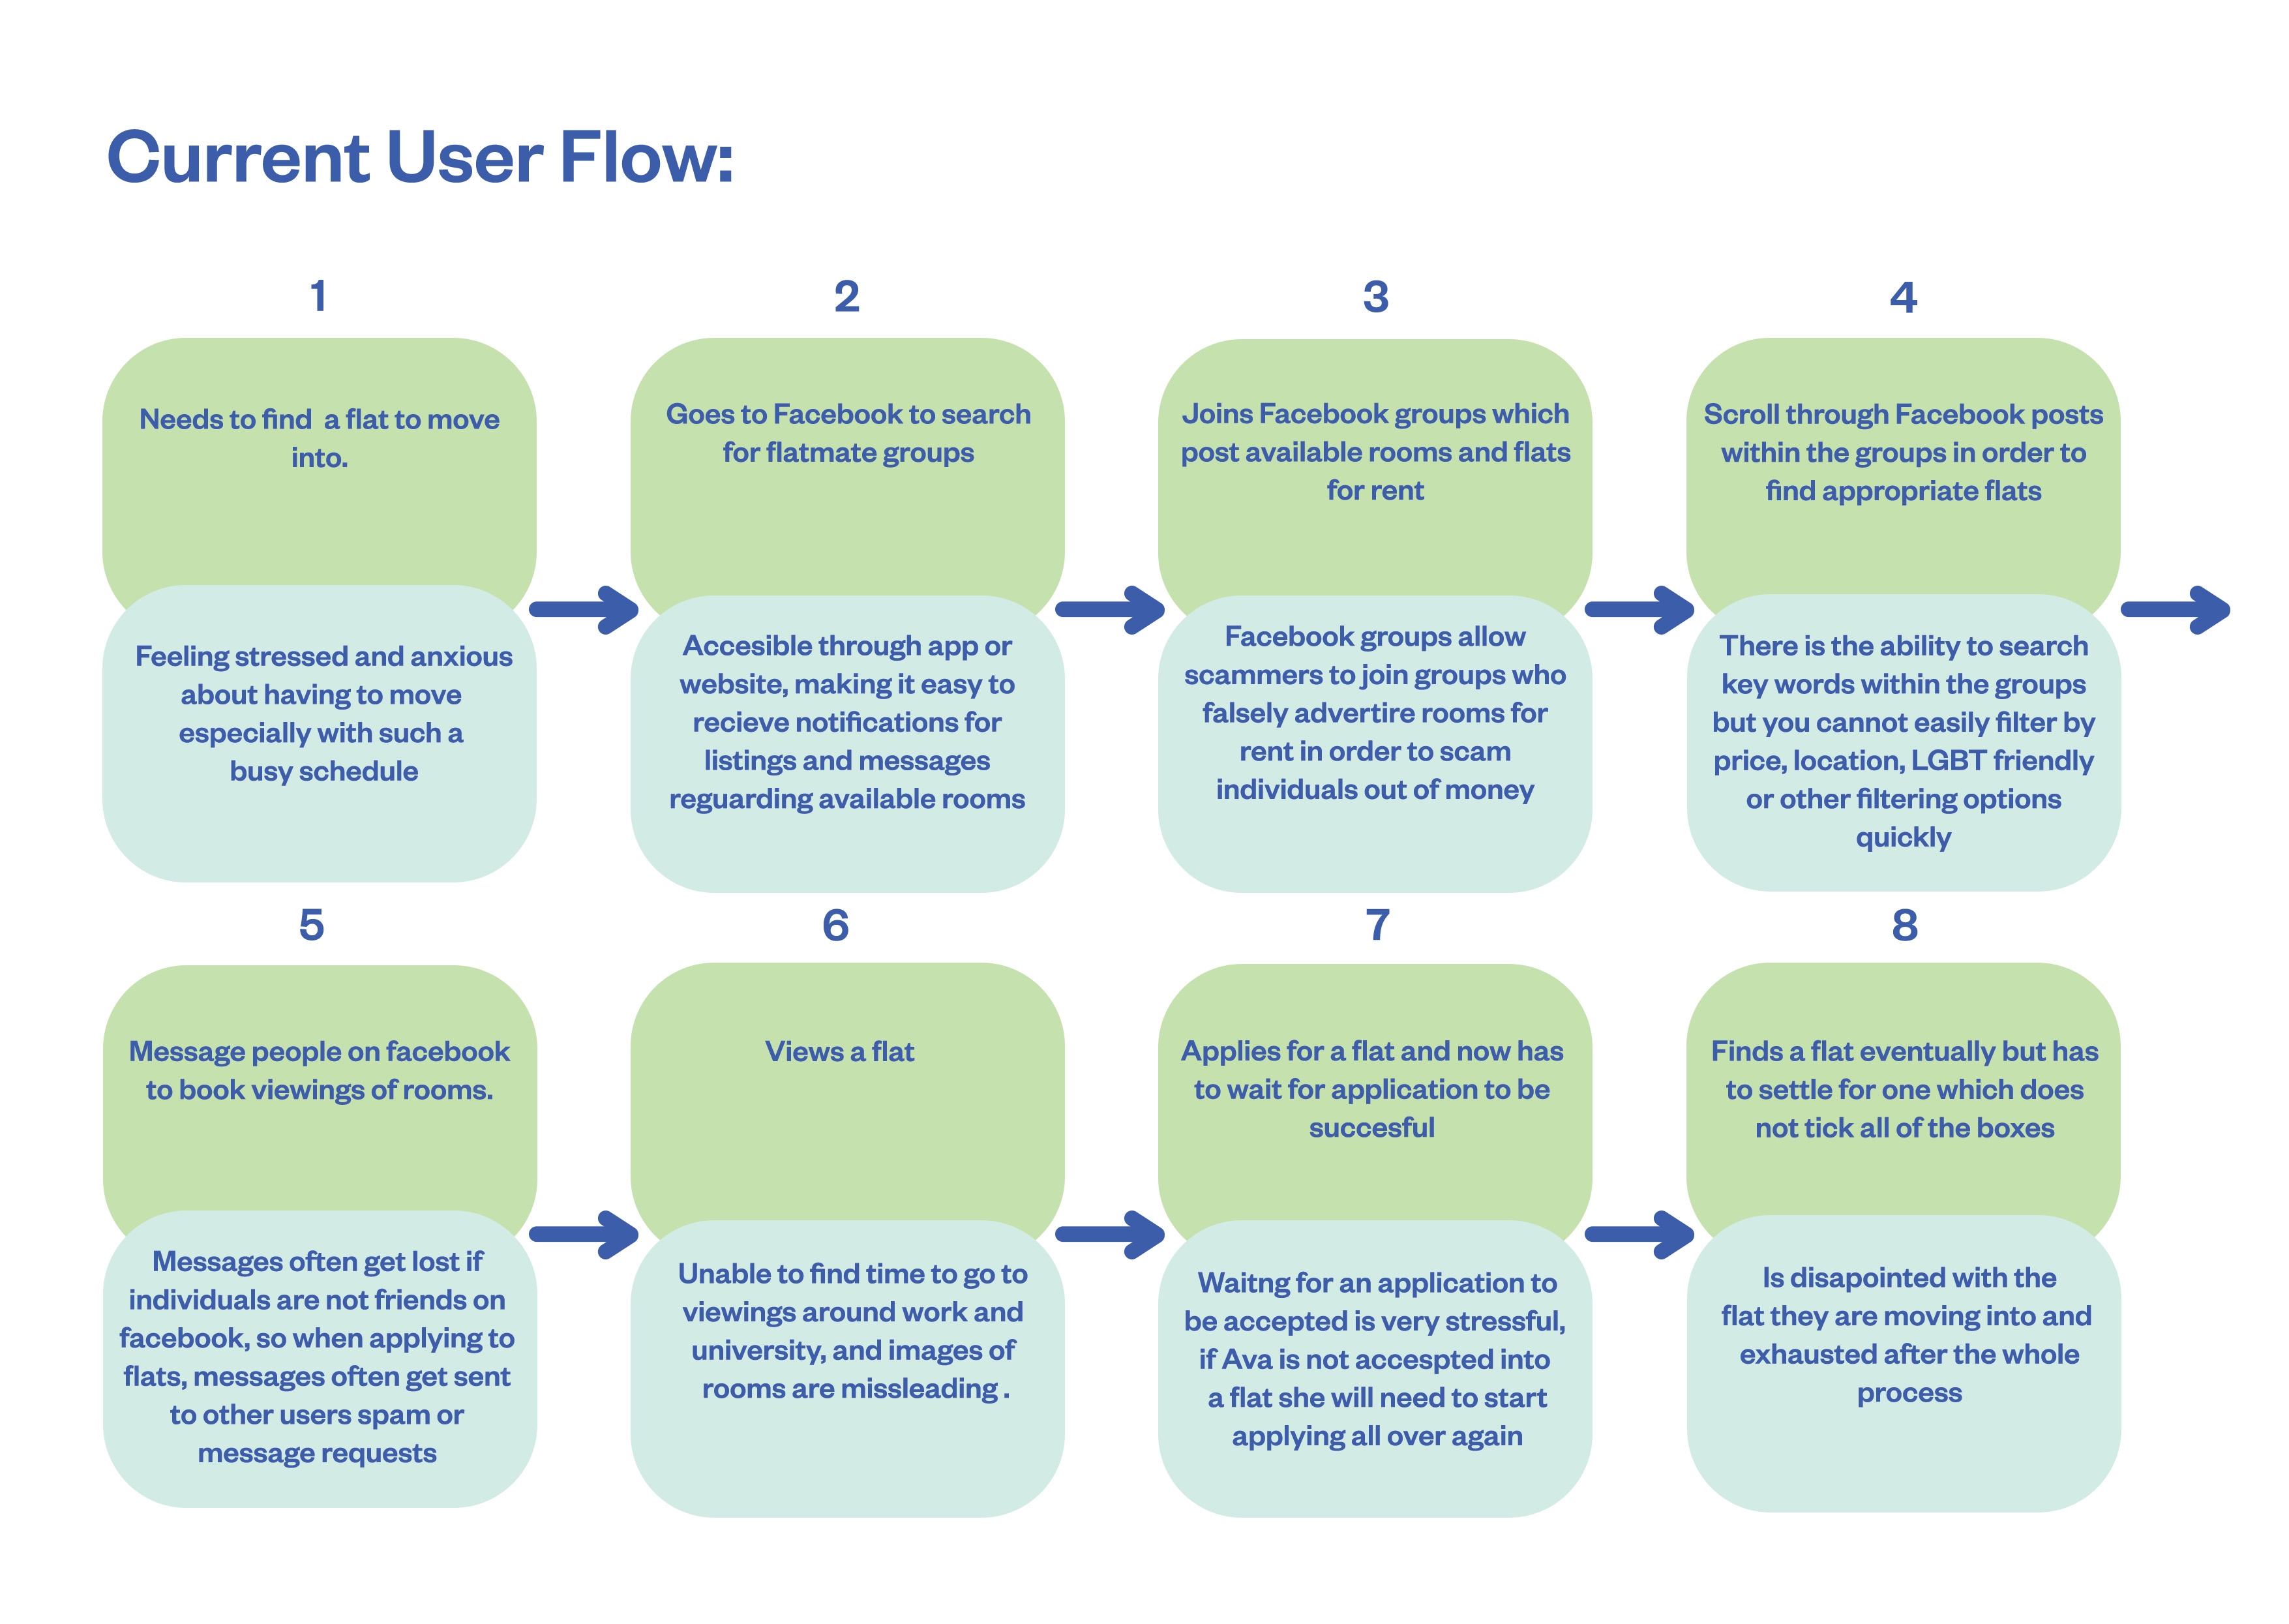 Current User Flow:
1
Needs to find  a flat to move
into.
Feeling stressed and anxious
about having to move
especially with such a
busy schedule
2
Goes to Facebook to search
for flatmate groups
Accesible through app or
website, making it easy to
recieve notifications for
listings and messages
reguarding available rooms
3
Joins Facebook groups which
post available rooms and flats
for rent
Facebook groups allow
scammers to join groups who
falsely advertire rooms for
rent in order to scam
individuals out of money
4
Scroll through Facebook posts
within the groups in order to
find appropriate flats
There is the ability to search
key words within the groups
but you cannot easily filter by
price, location, LGBT friendly
or other filtering options
quickly
5
Message people on facebook
to book viewings of rooms.
Messages often get lost if
individuals are not friends on
facebook, so when applying to
flats, messages often get sent
to other users spam or
message requests
6
Views a flat
Unable to find time to go to
viewings around work and
university, and images of
rooms are missleading .
7
Applies for a flat and now has
to wait for application to be
succesful
Waitng for an application to
be accepted is very stressful,
if Ava is not accespted into
a flat she will need to start
applying all over again
8
Finds a flat eventually but has
to settle for one which does
not tick all of the boxes
Is disapointed with the
flat they are moving into and
exhausted after the whole
process